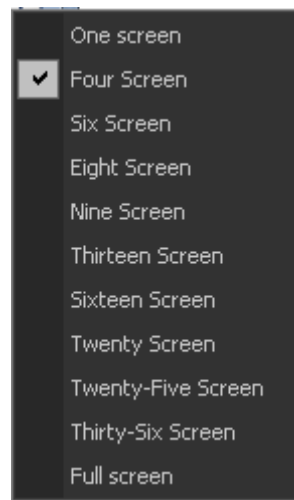 One screen
Four Screen
Six Screen
Eight Screen
Nine Screen
Thirteen Screen
Sixteen Screen
Twenty Screen
Twenty-Five Screen
Thirty-Six Screen
Full screen